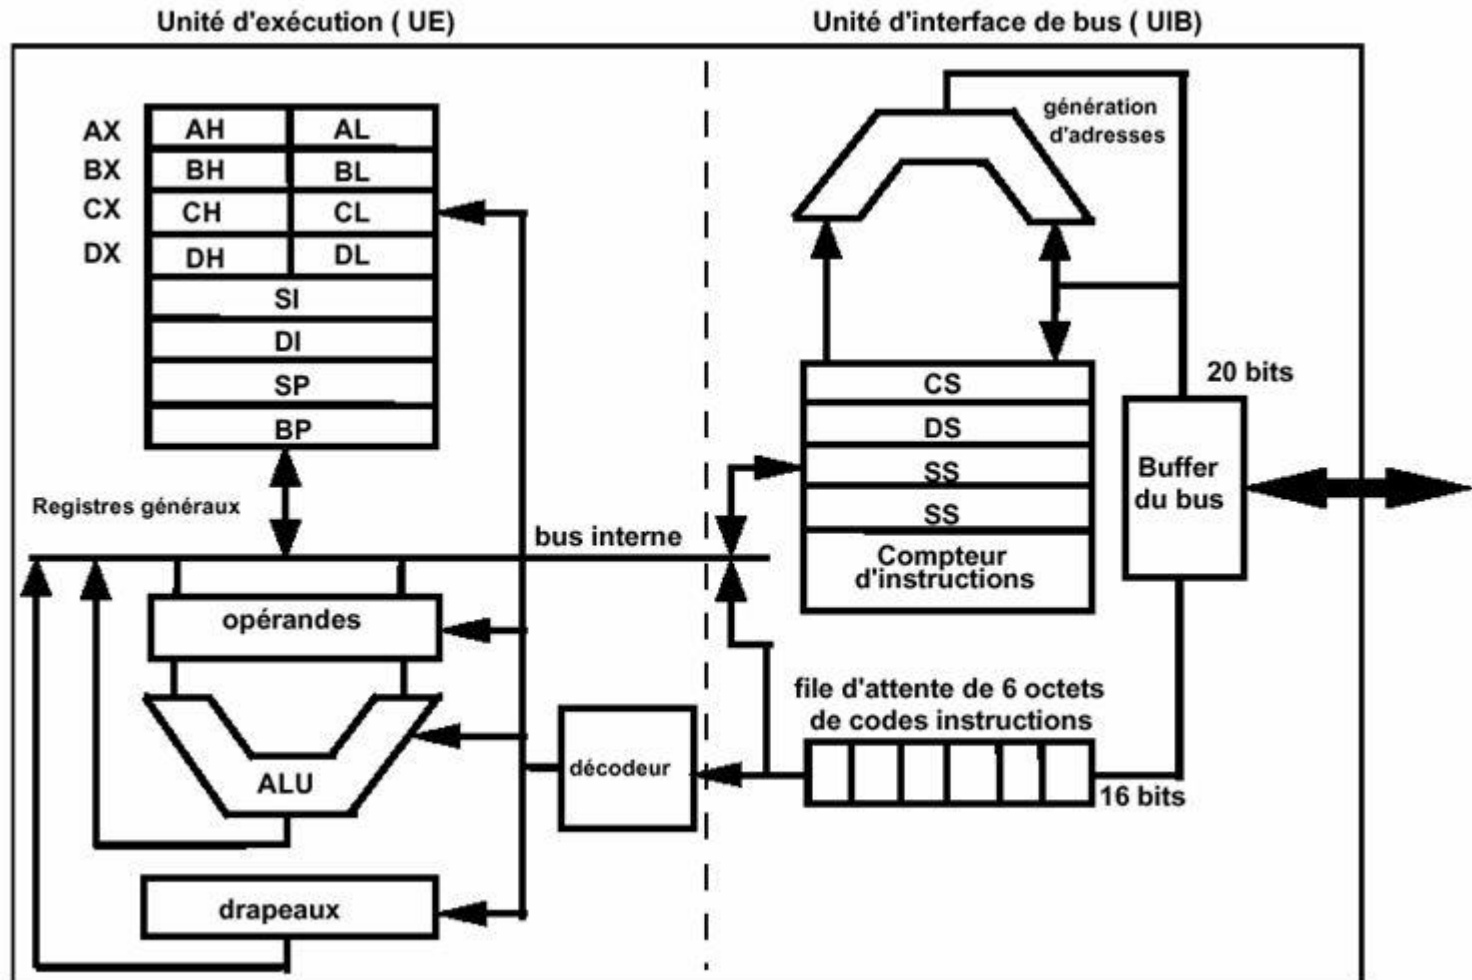 Unité d'exécution ( UE)
Unité d'interface de bus ( UIB)
AX
AH
AL
BX
BH
BL
CX
CH
CL
DX
DH
DL
SI
DI
SP
BP
Registres généraux
bus interne
opérandes
ALU
drapeaux
décodeur
génération
d'adresses
CS
DS
SS
SS
Compteur
d'instructions
20 bits
Buffer
du bus
file d'attente de 6 octets
de codes instructions
16 bits